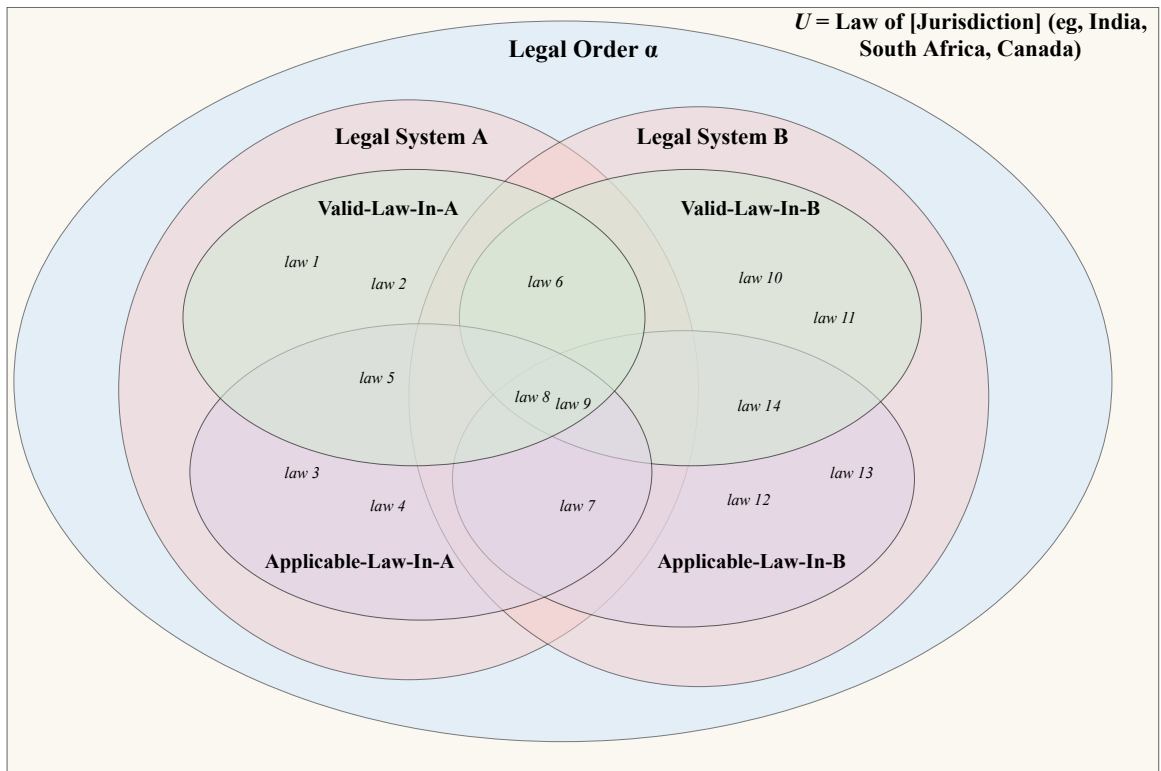 U = Law of [Jurisdiction] (eg, India,
South Africa, Canada)
Legal Order α
Legal System A
Legal System B
Valid-Law-In-A
Valid-Law-In-B
law 1
law 2
law 6
law 10
law 11
law 5
law 8
law 9
law 14
law 3
law 4
law 7
law 12
law 13
Applicable-Law-In-A
Applicable-Law-In-B